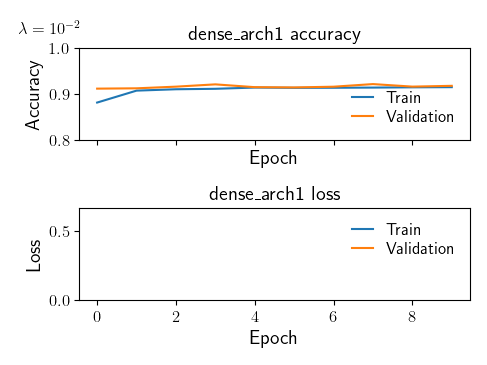 λ = 10⁻²
dense_arch1 accuracy
1.0
0.9
0.8
Accuracy
Train
Validation
Epoch
dense_arch1 loss
0.5
0.0
Loss
Train
Validation
0 2 4 6 8
Epoch